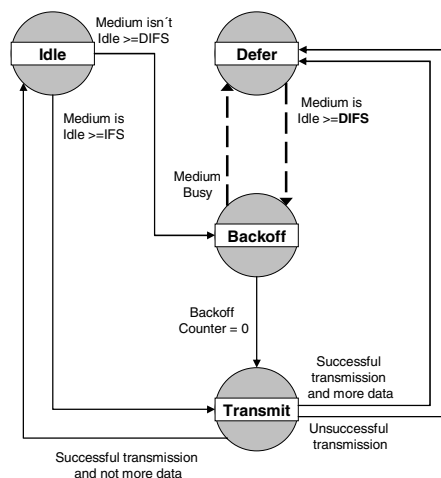 Medium isn´t
Idle >=DIFS
Idle
Defer
Medium is
Idle >=IFS
Medium is
Idle >=DIFS
Medium
Busy
Backoff
Backoff
Counter = 0
Successful
transmission
and more data
Transmit
Unsuccessful
transmission
Successful transmission
and not more data